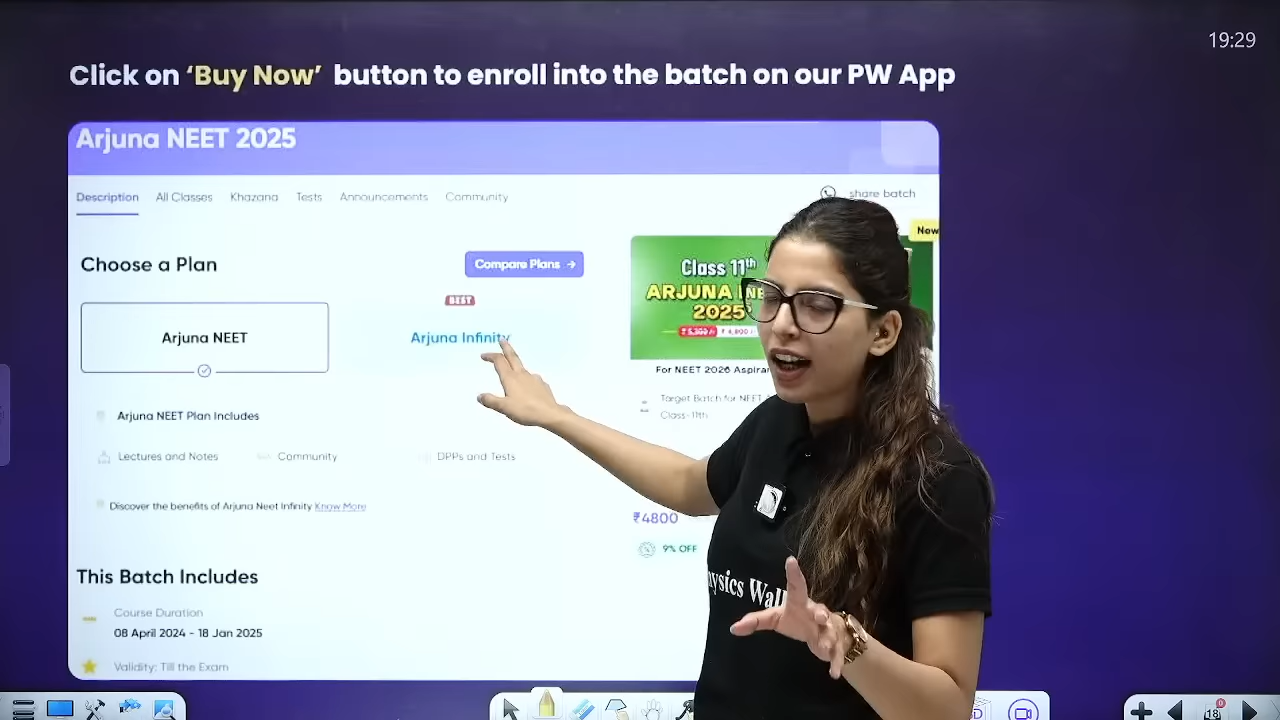 19:29
Click on ‘Buy Now’ button to enroll into the batch on our PW App
Arjuna NEET 2025
Description All Classes Khazana Tests Announcements Community
share batch
New
Choose a Plan
Compare Plans →
Class 11th
ARJUNA
2025
₹4,800
BEST
Arjuna NEET
Arjuna Infinity
For NEET 2026
Target Batch for NEET
Class-11th
Arjuna NEET Plan Includes
Lectures and Notes Community DPPs and Tests
Discover the benefits of Arjuna Neet Infinity Know More
₹4800
9% OFF
This Batch Includes
Course Duration
08 April 2024 - 18 Jan 2025
Validity: Till the Exam
18